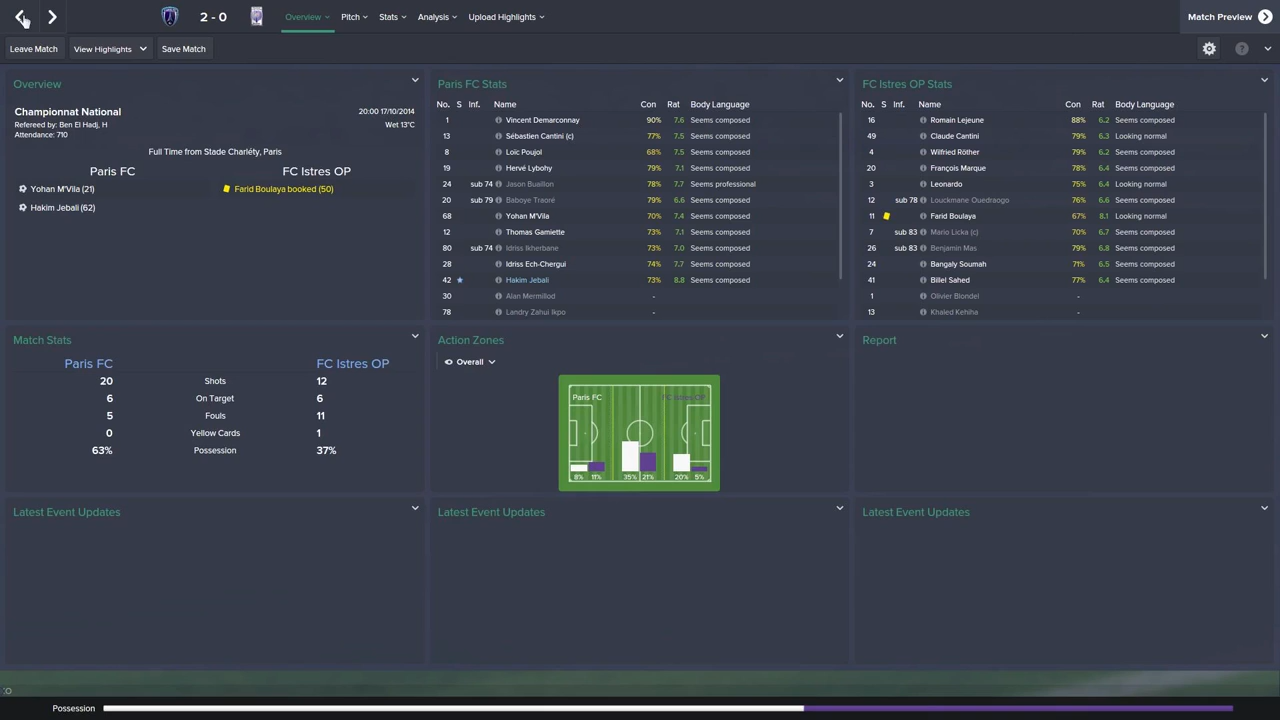 2 - 0
Overview
Pitch
Stats
Analysis
Upload Highlights
Match Preview
Leave Match
View Highlights
Save Match
Overview
Championnat National
20:00 17/10/2014
Refereed by: Ben El Hadj, H
Wet 13°C
Attendance: 710
Full Time from Stade Charléty, Paris
Paris FC
FC Istres OP
Yohan M'Vila (21)
Farid Boulaya booked (50)
Hakim Jebali (62)
Paris FC Stats
No. S Inf. Name Con Rat Body Language
1 Vincent Demarconnay 90% 7.6 Seems composed
13 Sébastien Cantini (c) 77% 7.5 Seems composed
8 Loïc Poujol 68% 7.5 Seems composed
19 Hervé Lybohy 79% 7.1 Seems composed
24 sub 74 Jason Buaillon 78% 7.7 Seems professional
20 sub 79 Baboye Traoré 79% 6.6 Seems composed
68 Yohan M'Vila 70% 7.4 Seems composed
12 Thomas Gamiette 73% 7.1 Seems composed
80 sub 74 Idriss Ikherbane 73% 7.0 Seems composed
28 Idriss Ech-Chergui 74% 7.7 Seems composed
42 Hakim Jebali 73% 8.8 Seems composed
30 Alan Mermillod -
78 Landry Zahui Ikpo -
FC Istres OP Stats
No. S Inf. Name Con Rat Body Language
16 Romain Lejeune 88% 6.2 Seems composed
49 Claude Cantini 79% 6.3 Looking normal
4 Wilfried Röther 79% 6.2 Seems composed
20 François Marque 78% 6.4 Seems composed
3 Leonardo 75% 6.4 Looking normal
12 sub 78 Louckmane Ouedraogo 76% 6.6 Seems composed
11 Farid Boulaya 67% 8.1 Looking normal
7 sub 83 Mario Licka (c) 70% 6.7 Seems composed
26 sub 83 Benjamin Mas 79% 6.8 Seems composed
24 Bangaly Soumah 71% 6.5 Seems composed
41 Billel Sahed 77% 6.4 Seems composed
1 Olivier Blondel -
13 Khaled Kehiha -
Match Stats
Paris FC
FC Istres OP
20 Shots 12
6 On Target 6
5 Fouls 11
0 Yellow Cards 1
63% Possession 37%
Action Zones
Overall
Paris FC
FC Istres OP
8% 11% 35% 21% 20% 5%
Report
Latest Event Updates
Latest Event Updates
Latest Event Updates
Possession